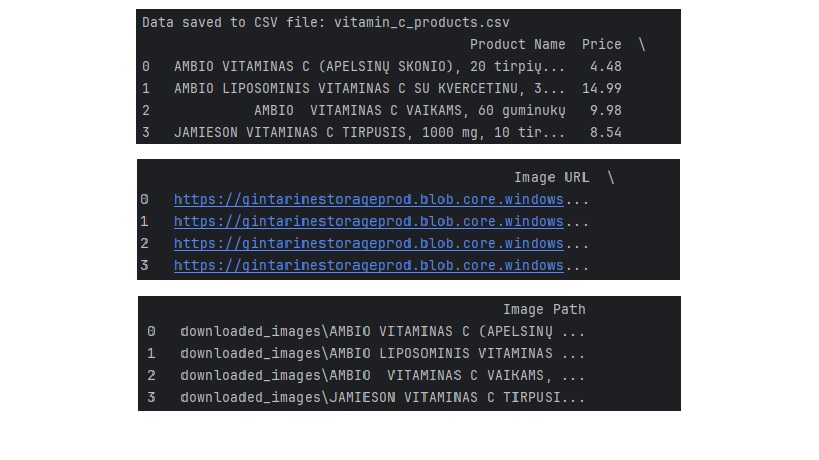 Data saved to CSV file: vitamin_c_products.csv
Product Name Price \
0 AMBIO VITAMINAS C (APELSINŲ SKONIO), 20 tirpių... 4.48
1 AMBIO LIPOSOMINIS VITAMINAS C SU KVERCETINU, 3... 14.99
2 AMBIO  VITAMINAS C VAIKAMS, 60 guminukų 9.98
3 JAMIESON VITAMINAS C TIRPUSIS, 1000 mg, 10 tir... 8.54
Image URL \
0 https://gintarinestorageprod.blob.core.windows...
1 https://gintarinestorageprod.blob.core.windows...
2 https://gintarinestorageprod.blob.core.windows...
3 https://gintarinestorageprod.blob.core.windows...
Image Path
0 downloaded_images\AMBIO VITAMINAS C (APELSINŲ ...
1 downloaded_images\AMBIO LIPOSOMINIS VITAMINAS ...
2 downloaded_images\AMBIO  VITAMINAS C VAIKAMS, ...
3 downloaded_images\JAMIESON VITAMINAS C TIRPUSI...